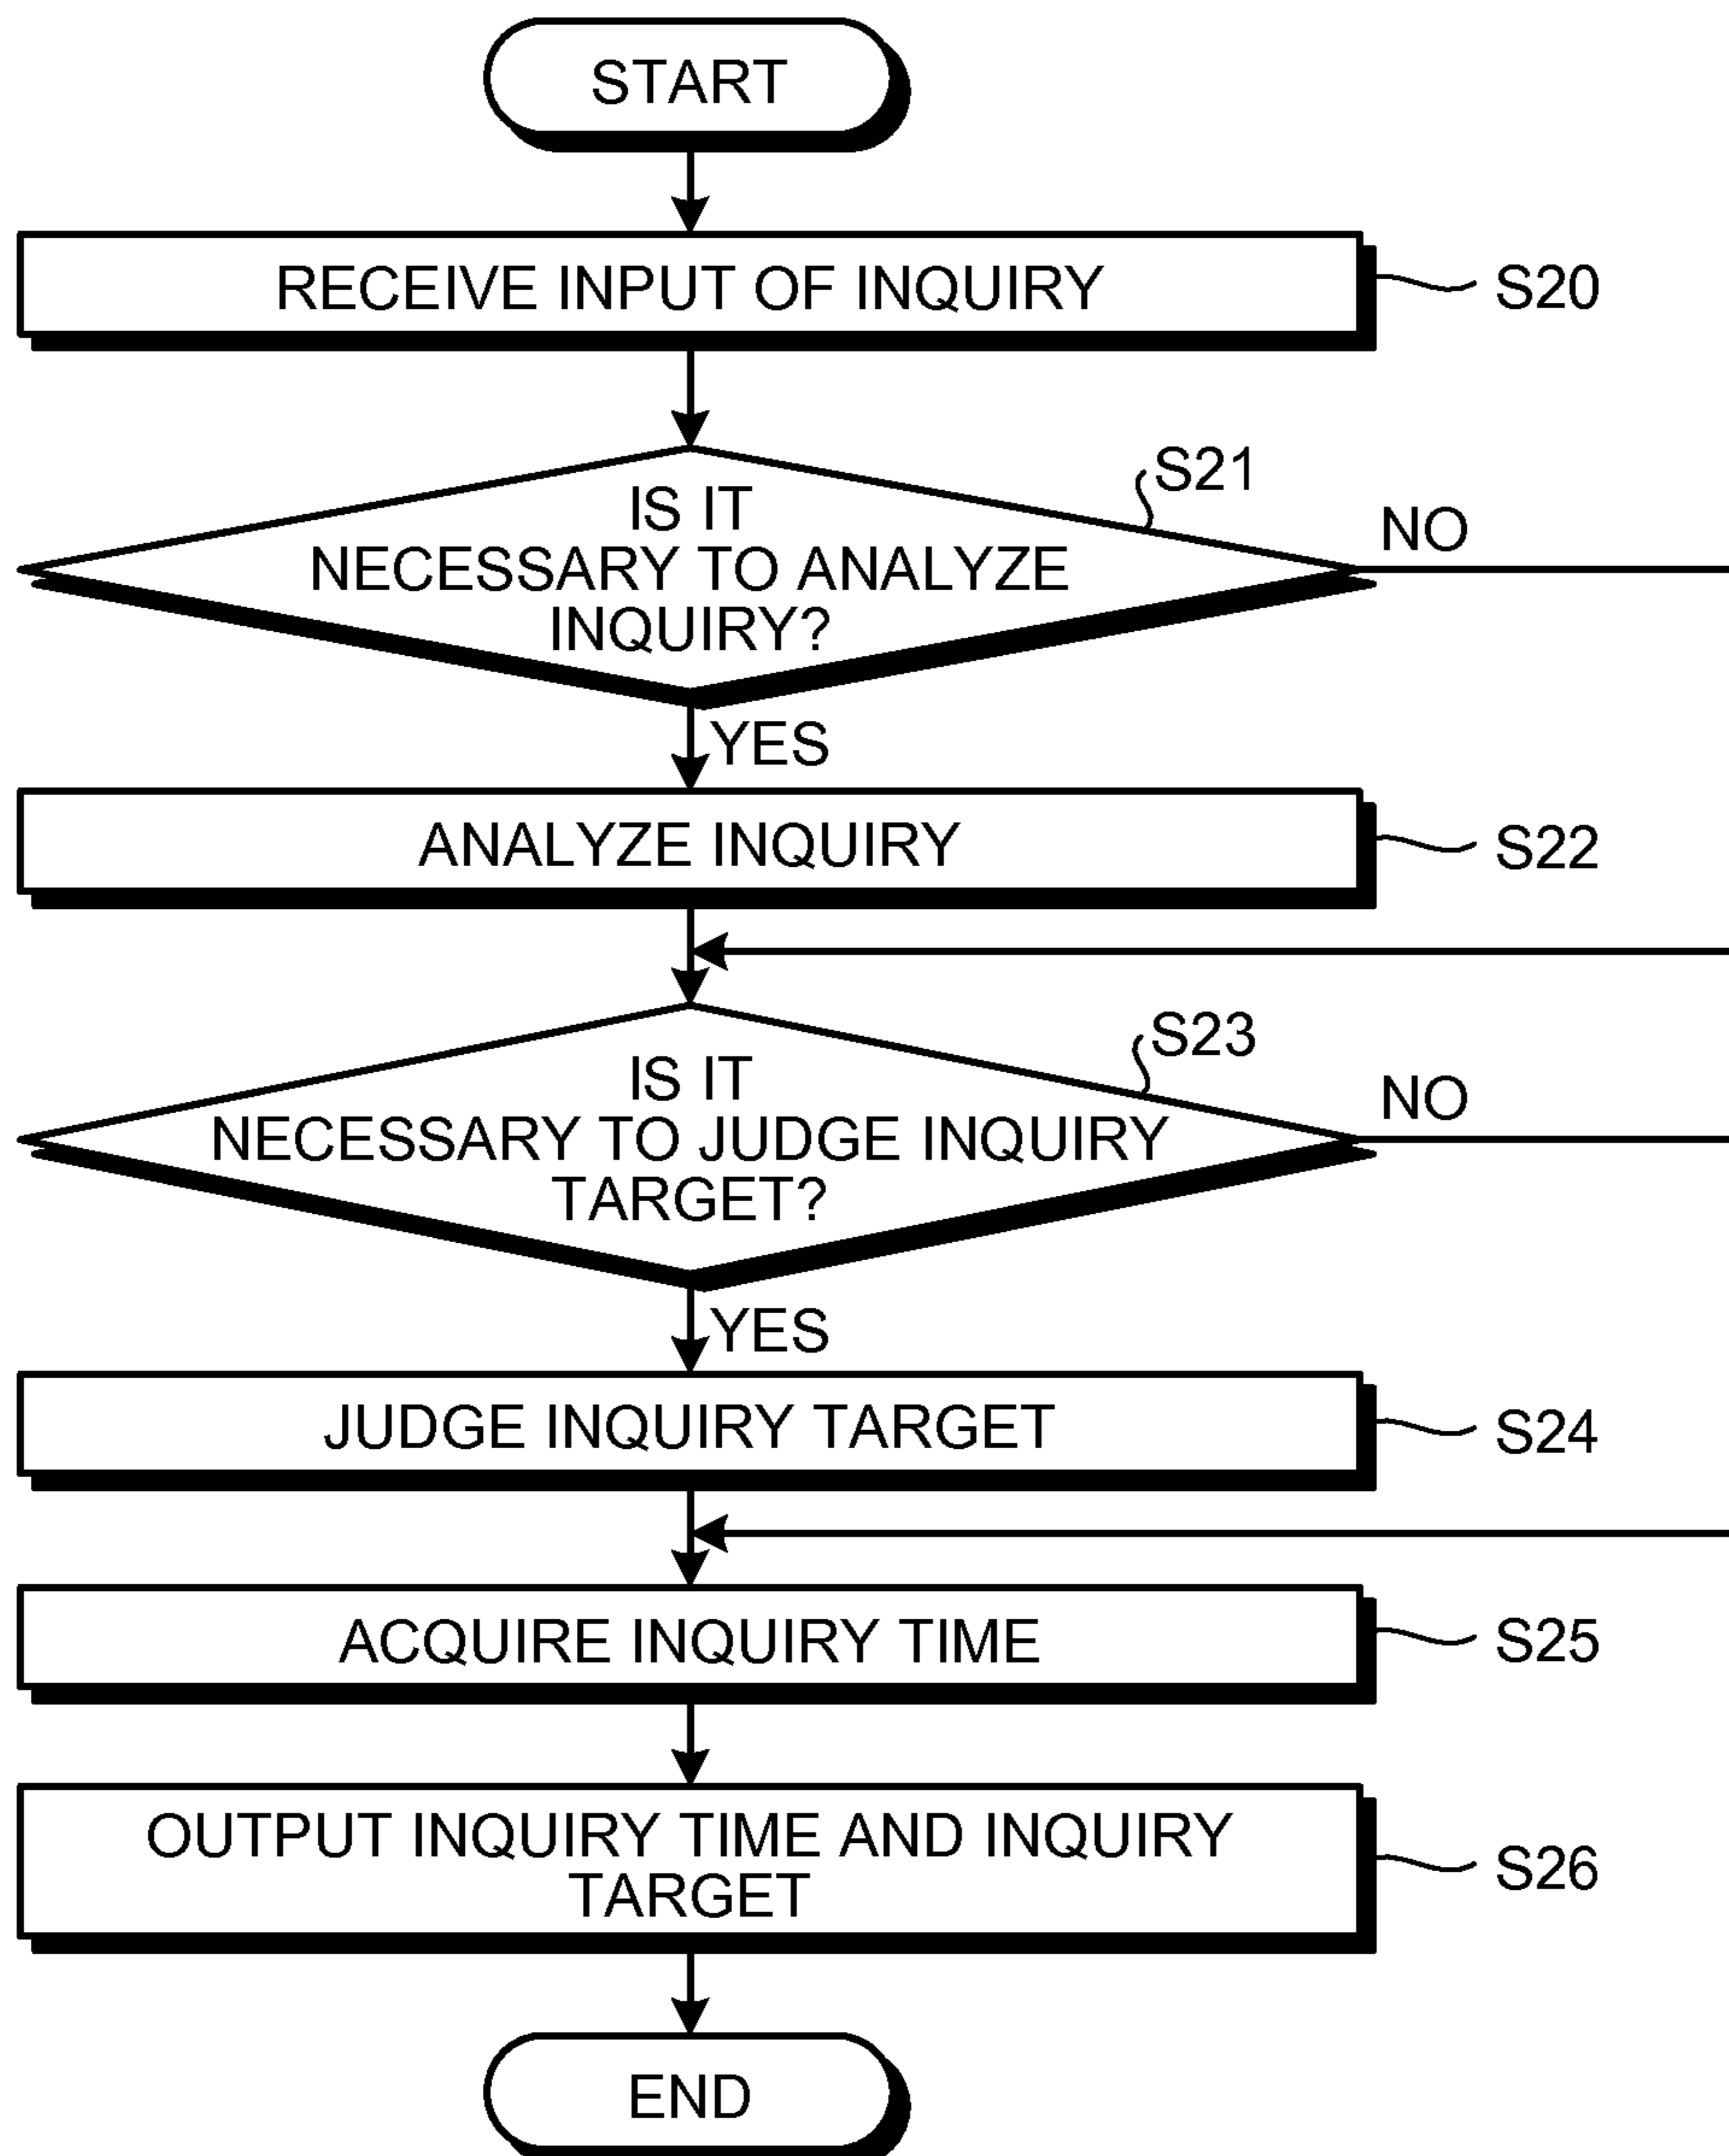 START
RECEIVE INPUT OF INQUIRY
S20
S21
IS IT
NECESSARY TO ANALYZE
INQUIRY?
NO
YES
ANALYZE INQUIRY
S22
S23
IS IT
NECESSARY TO JUDGE INQUIRY
TARGET?
NO
YES
JUDGE INQUIRY TARGET
S24
ACQUIRE INQUIRY TIME
S25
OUTPUT INQUIRY TIME AND INQUIRY
TARGET
S26
END